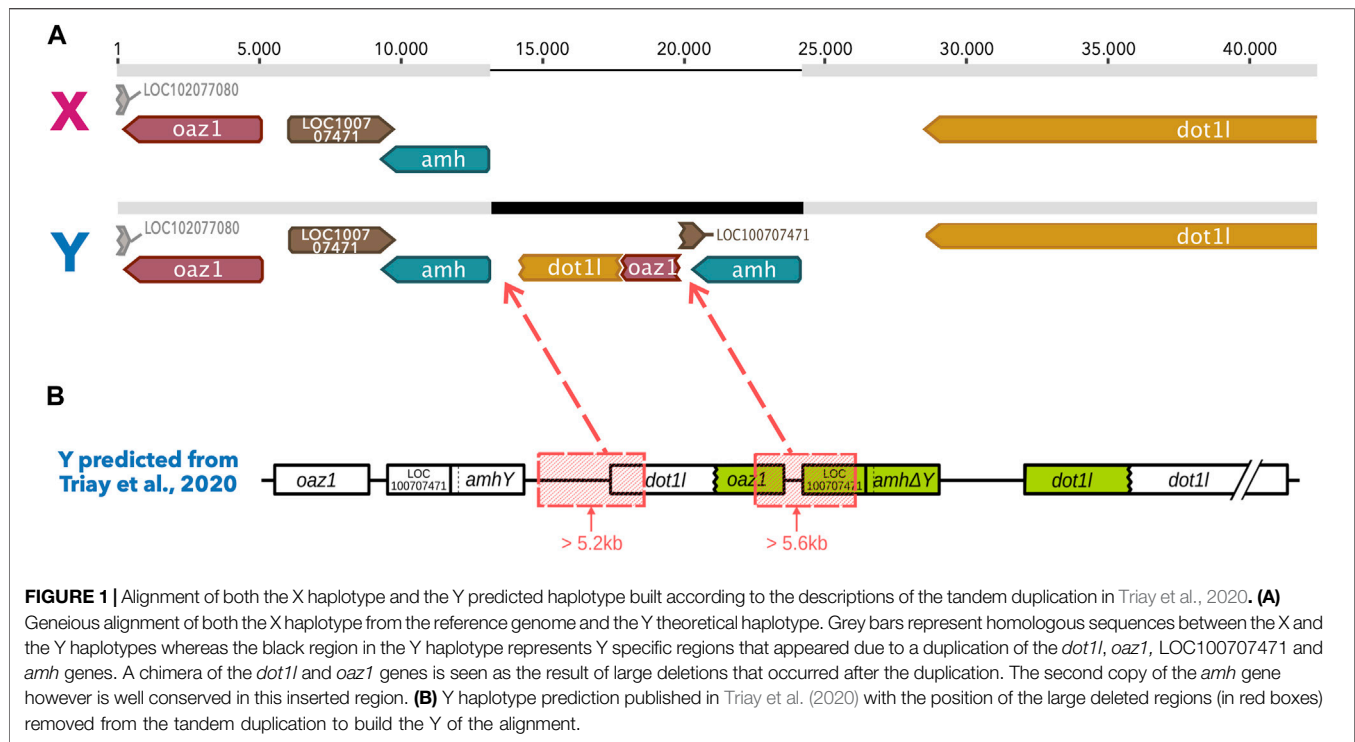 A
1 5.000 10.000 15.000 20.000 25.000 30.000 35.000 40.000
X
LOC102077080
oaz1
LOC1007
07471
amh
dot1l
Y
LOC102077080
oaz1
LOC1007
07471
amh
dot1l
oaz1
LOC100707471
amh
dot1l
B
Y predicted from
Triay et al., 2020
oaz1
LOC
100707471
amhY
dot1l
oaz1
LOC
100707471
amhΔY
dot1l
dot1l
> 5.2kb
> 5.6kb
FIGURE 1 | Alignment of both the X haplotype and the Y predicted haplotype built according to the descriptions of the tandem duplication in Triay et al., 2020. (A)
Geneious alignment of both the X haplotype from the reference genome and the Y theoretical haplotype. Grey bars represent homologous sequences between the X and
the Y haplotypes whereas the black region in the Y haplotype represents Y specific regions that appeared due to a duplication of the dot1l, oaz1, LOC100707471 and
amh genes. A chimera of the dot1l and oaz1 genes is seen as the result of large deletions that occurred after the duplication. The second copy of the amh gene
however is well conserved in this inserted region. (B) Y haplotype prediction published in Triay et al. (2020) with the position of the large deleted regions (in red boxes)
removed from the tandem duplication to build the Y of the alignment.